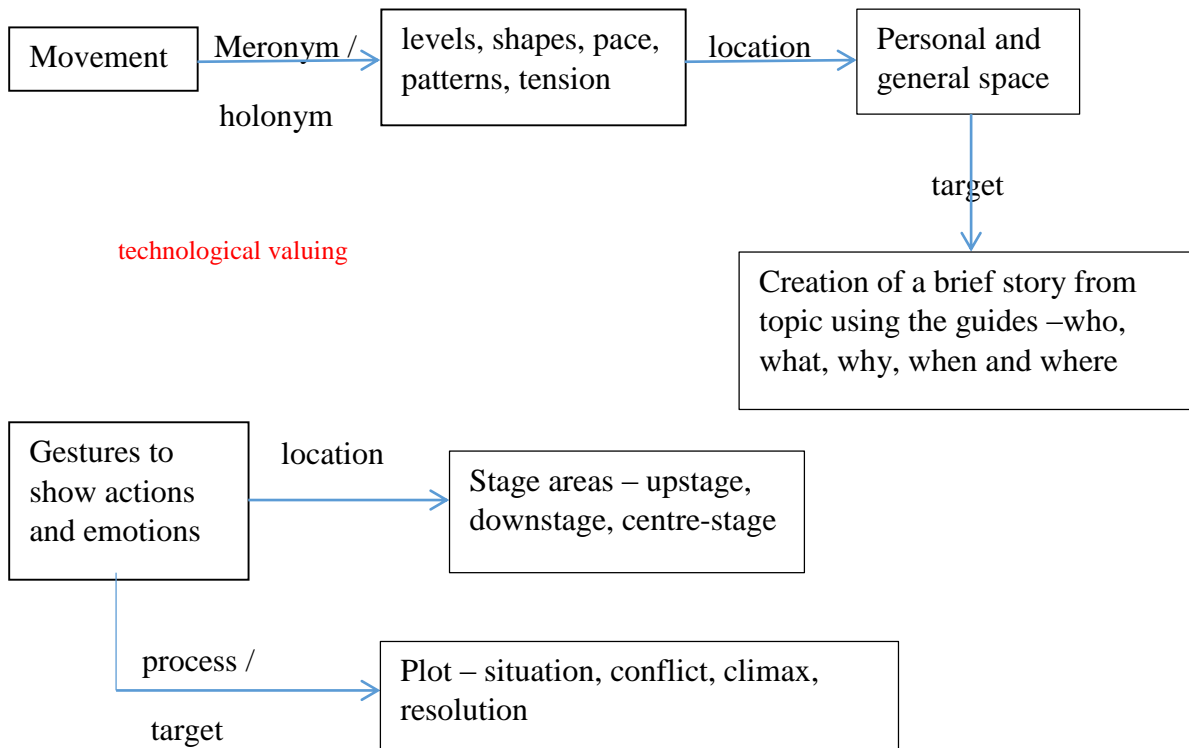 Movement
Meronym /
holonym
levels, shapes, pace,
patterns, tension
location
Personal and
general space
target
technological valuing
Creation of a brief story from
topic using the guides –who,
what, why, when and where
Gestures to
show actions
and emotions
location
Stage areas – upstage,
downstage, centre-stage
process /
target
Plot – situation, conflict, climax,
resolution